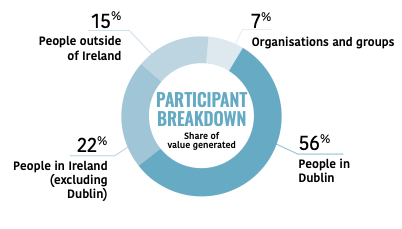 15%
People outside
of Ireland
7%
Organisations and groups
PARTICIPANT
BREAKDOWN
Share of
value generated
22%
People in Ireland
(excluding
Dublin)
56%
People in
Dublin